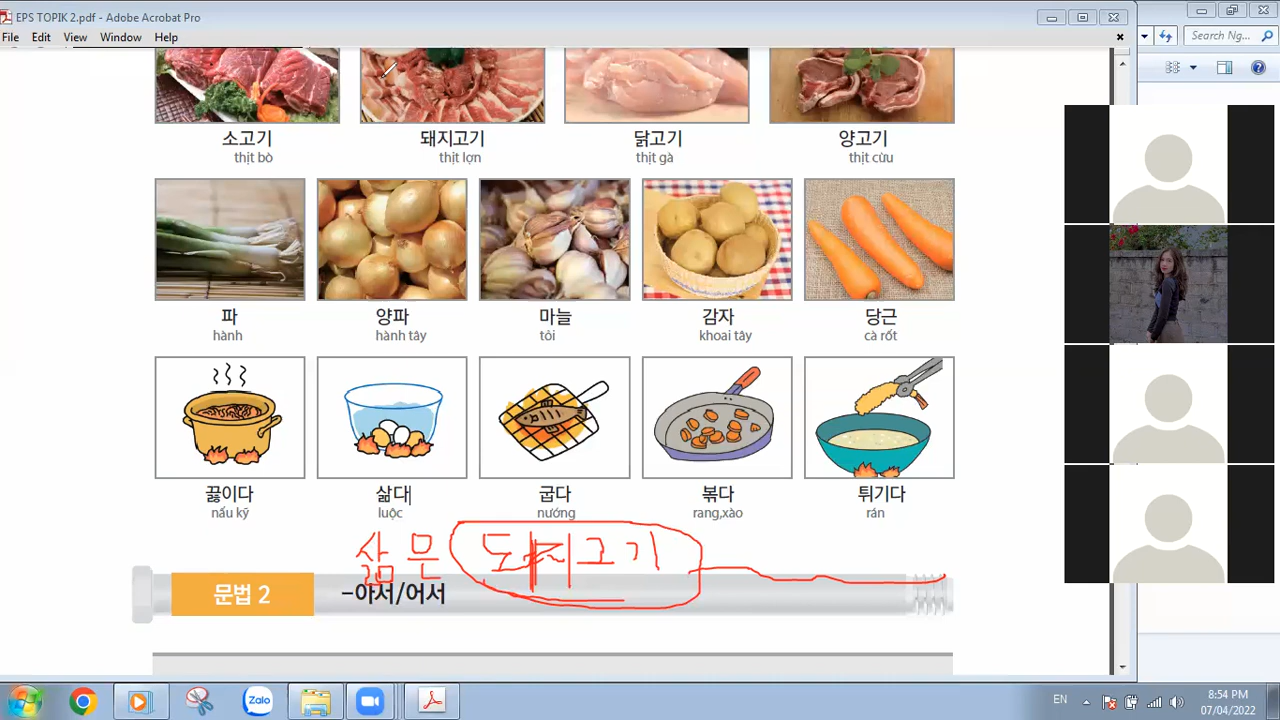 EPS TOPIK 2.pdf - Adobe Acrobat Pro
File Edit View Window Help
Search Ng...
소고기 돼지고기 닭고기 양고기
thịt bò thịt lợn thịt gà thịt cừu
파 양파 마늘 감자 당근
hành hành tây tỏi khoai tây cà rốt
끓이다 삶다 굽다 볶다 튀기다
nấu kỹ luộc nướng rang,xào rán
삶은 돼지고기
문법 2 -아서/어서
Zalo
EN 8:54 PM
07/04/2022